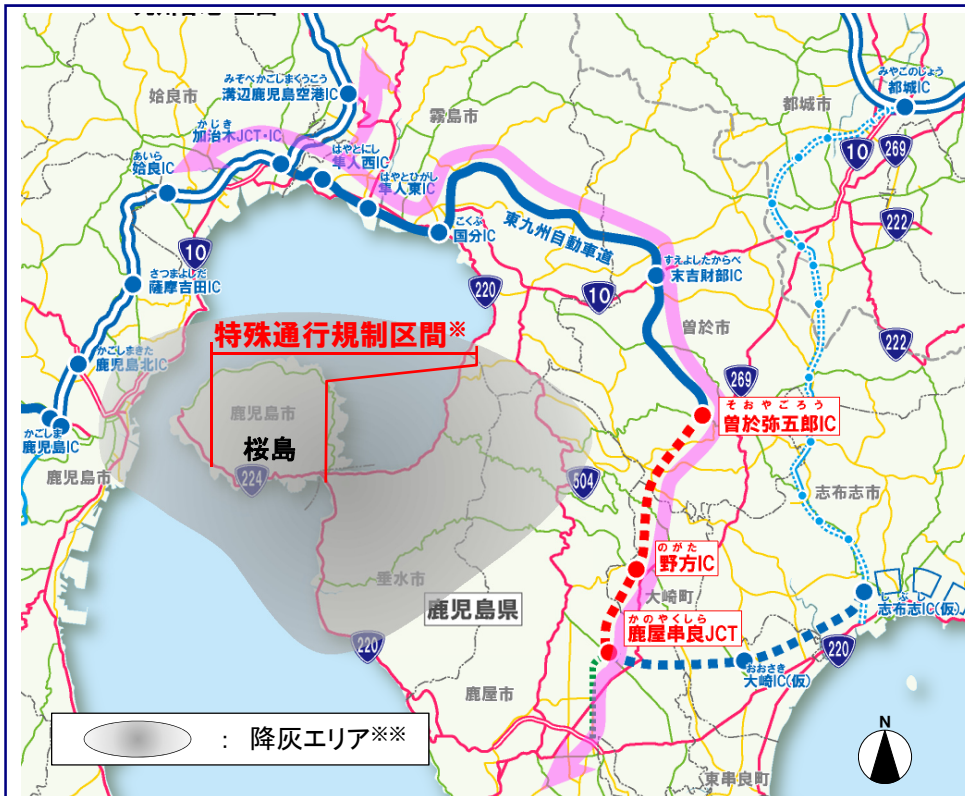 みぞべかごしまくうこう
溝辺鹿児島空港IC
みやこのじょう
都城IC
姶良市
霧島市
都城市
かじき
加治木JCT・IC
あいら
姶良IC
はやとにし
隼人西IC
はやとひがし
隼人東IC
10
269
こくぶ
国分IC
東九州自動車道
222
10
さつまよしだ
薩摩吉田IC
すえよしたからべ
末吉財部IC
220
10
曽於市
222
特殊通行規制区間※
かごしまきた
鹿児島北IC
269
そおやごろう
曽於弥五郎IC
鹿児島市
桜島
かごしま
鹿児島IC
鹿児島市
224
504
志布志市
のがた
野方IC
垂水市
大崎町
鹿児島県
しぶし
志布志IC(仮)
かのやくしら
鹿屋串良JCT
220
220
おおさき
大崎IC(仮)
鹿屋市
: 降灰エリア※※
N
東串良町